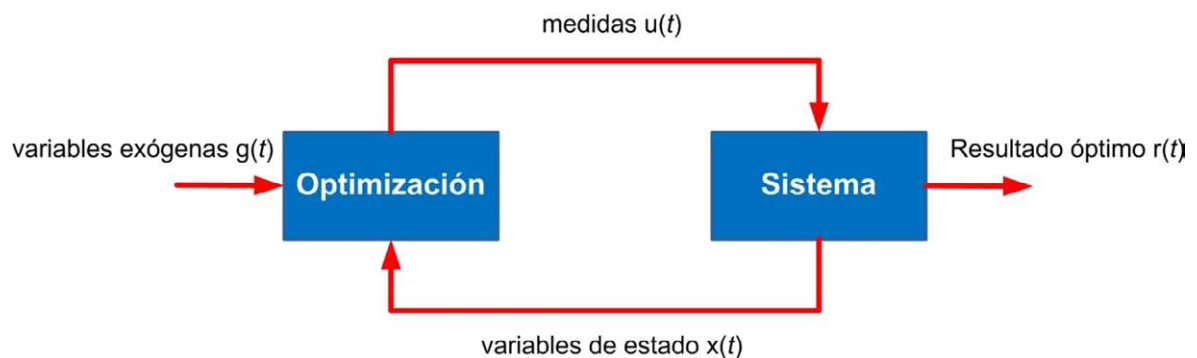 medidas u(t)
variables exógenas g(t)
Optimización
Sistema
Resultado óptimo r(t)
variables de estado x(t)